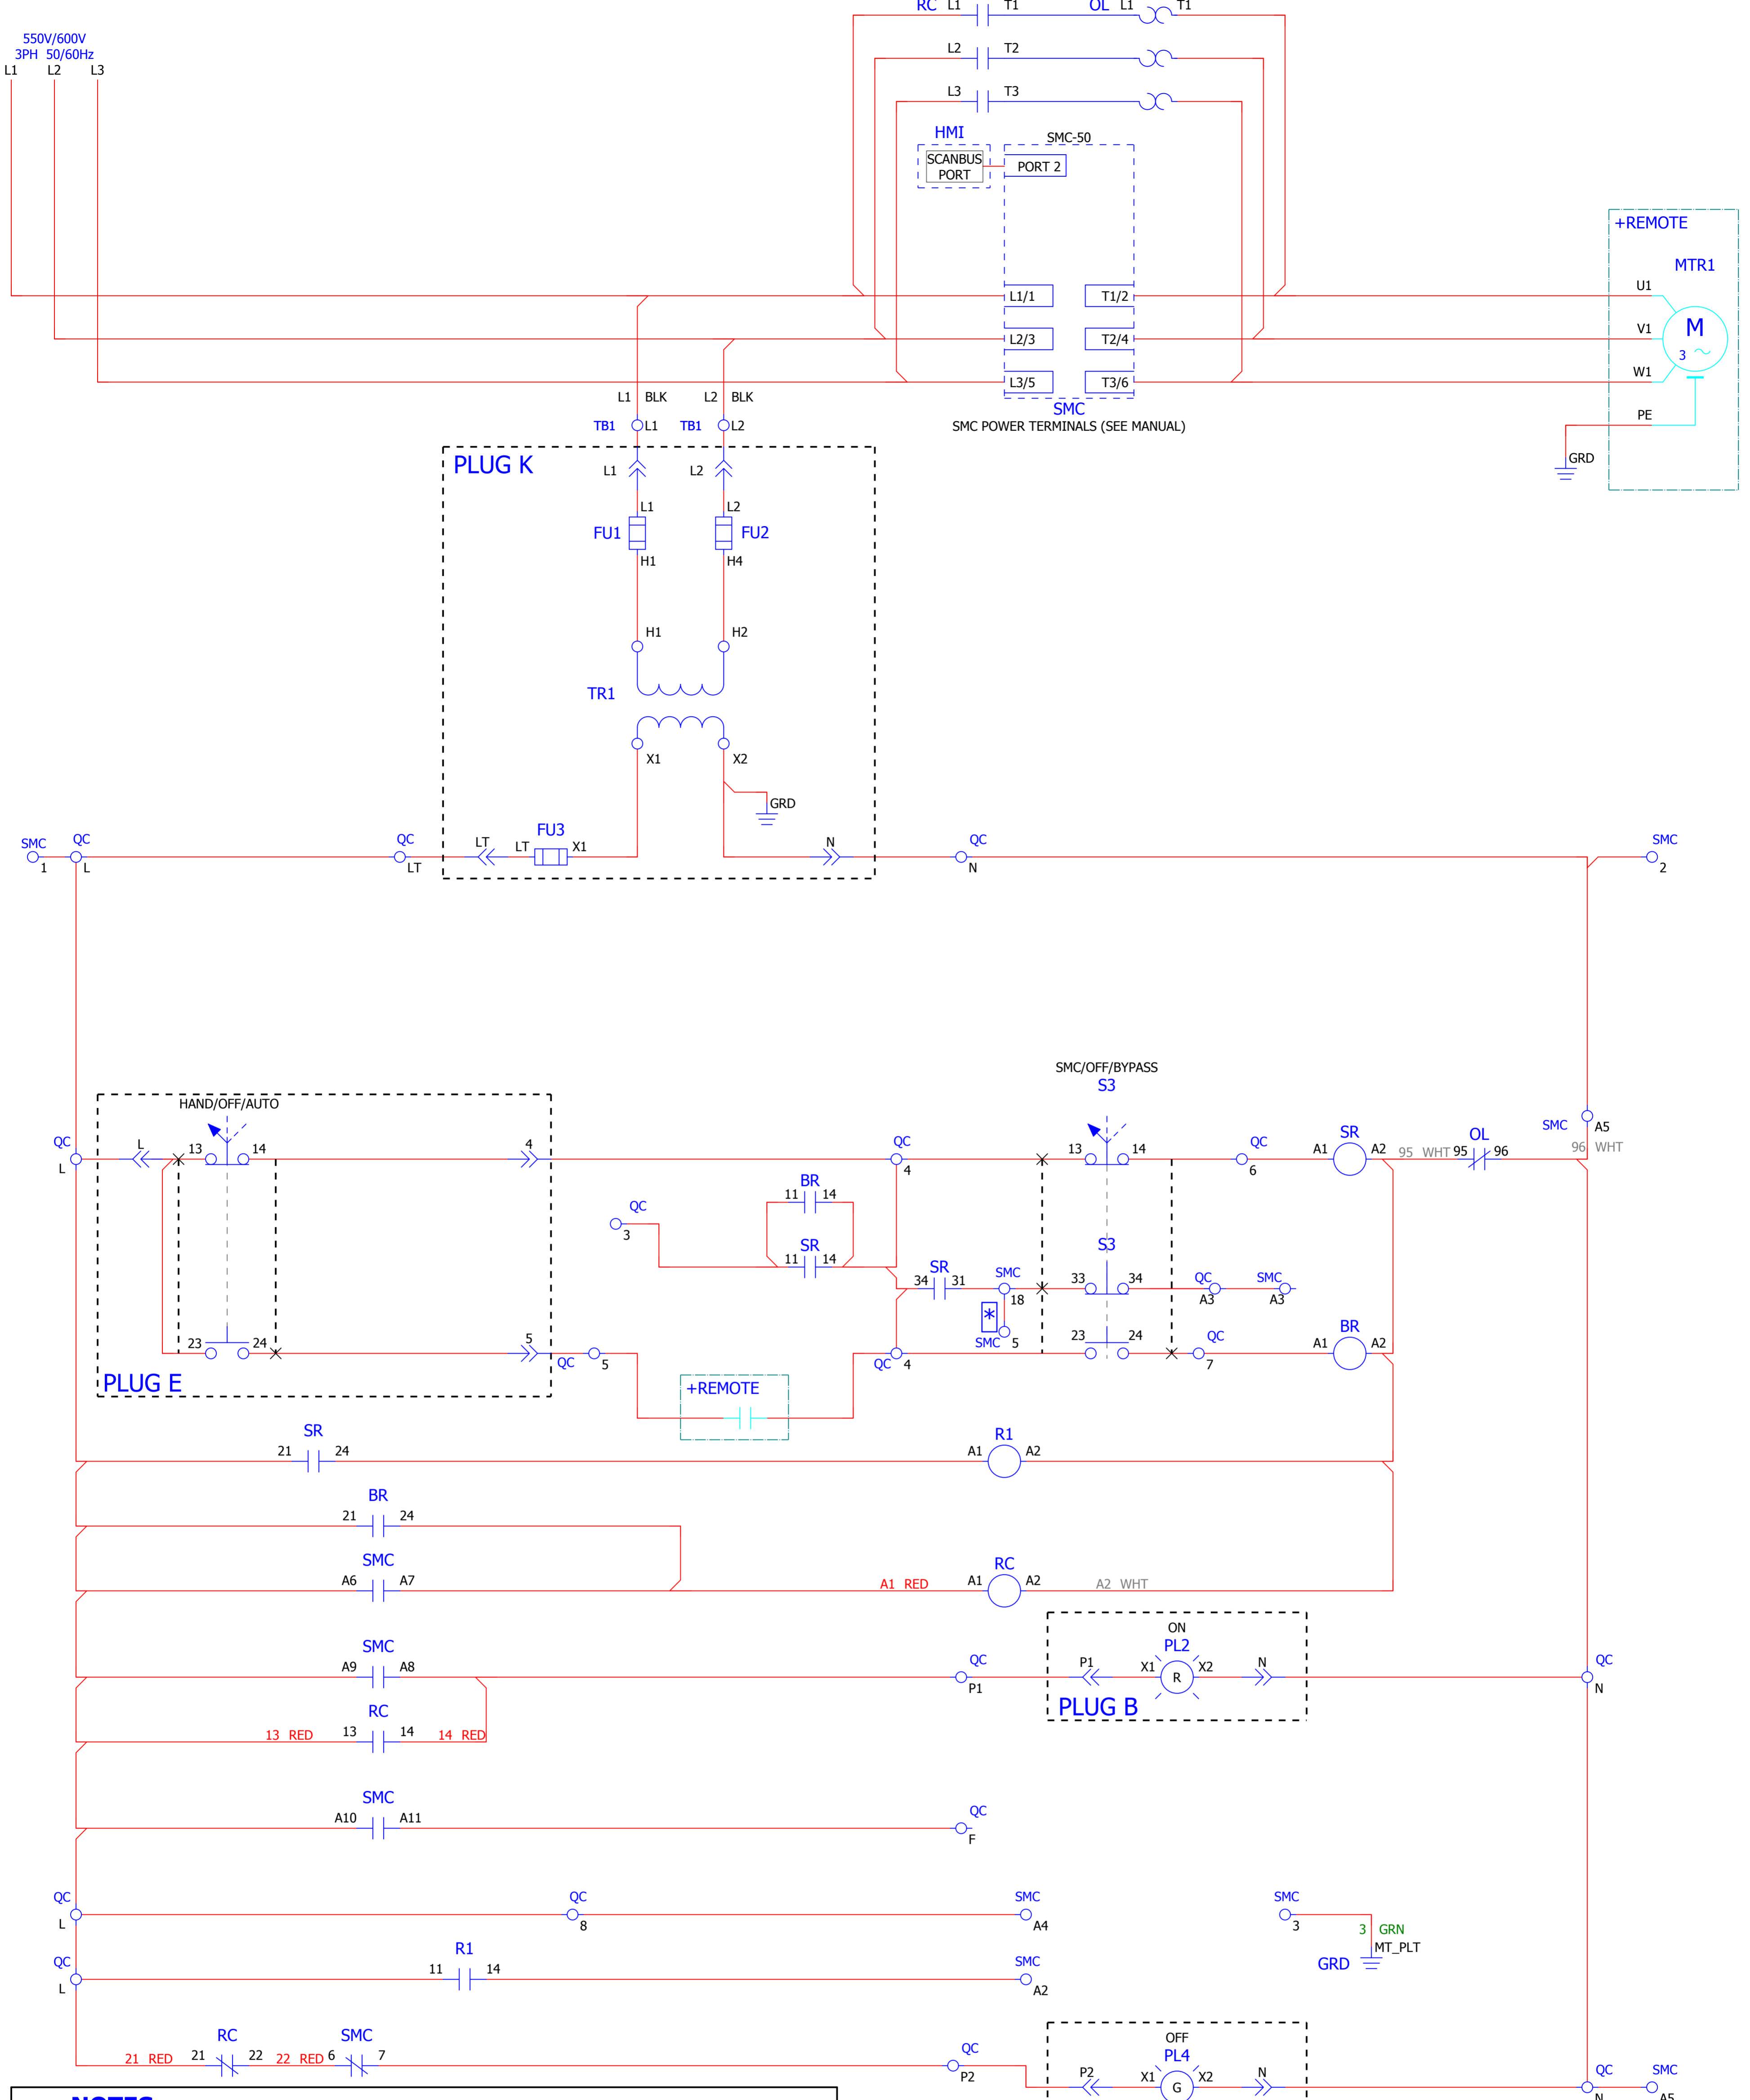 RC L1 T1 OL L1 T1
550V/600V
3PH 50/60Hz
L1 L2 L3
L2 T2
L3 T3
HMI
SMC-50
SCANBUS
PORT
PORT 2
+REMOTE
MTR1
L1/1 T1/2 U1
L2/3 T2/4 V1
M
3
L3/5 T3/6 W1
L1 BLK L2 BLK
SMC
PE
TB1 L1 TB1 L2
SMC POWER TERMINALS (SEE MANUAL)
GRD
PLUG K
L1 L2
L1 L2
FU1 FU2
H1 H4
H1 H2
TR1
X1 X2
GRD
FU3
SMC QC QC LT LT X1 N QC SMC
1 L LT N 2
SMC/OFF/BYPASS
S3
HAND/OFF/AUTO
SMC A5
QC L 13 14 4 QC 13 14 QC SR OL
L 4 6 A1 A2 95 WHT 95 96 96 WHT
BR
11 14
QC
3
SR
11 14
S3
SR
34 31 SMC 33 34 QC SMC
18 A3 A3
*
SMC 5
23 24 5 23 24 QC BR
QC 5 QC 4 7 A1 A2
PLUG E
+REMOTE
SR
21 24
R1
A1 A2
BR
21 24
SMC
A6 A7
A1 RED
RC
A1 A2
A2 WHT
ON
SMC
A9 A8
QC
P1
P1
PL2
X1 R X2
N
QC
N
PLUG B
RC
13 RED 13 14 14 RED
SMC
A10 A11
QC
F
QC
L
QC
8
SMC
A4
SMC
3
3 GRN
MT_PLT
GRD
QC
L
R1
11 14
SMC
A2
OFF
RC SMC
21 RED 21 22 22 RED 6 7
QC
P2
P2
PL4
X1 G X2
N
QC
N
SMC
A5
NOTES